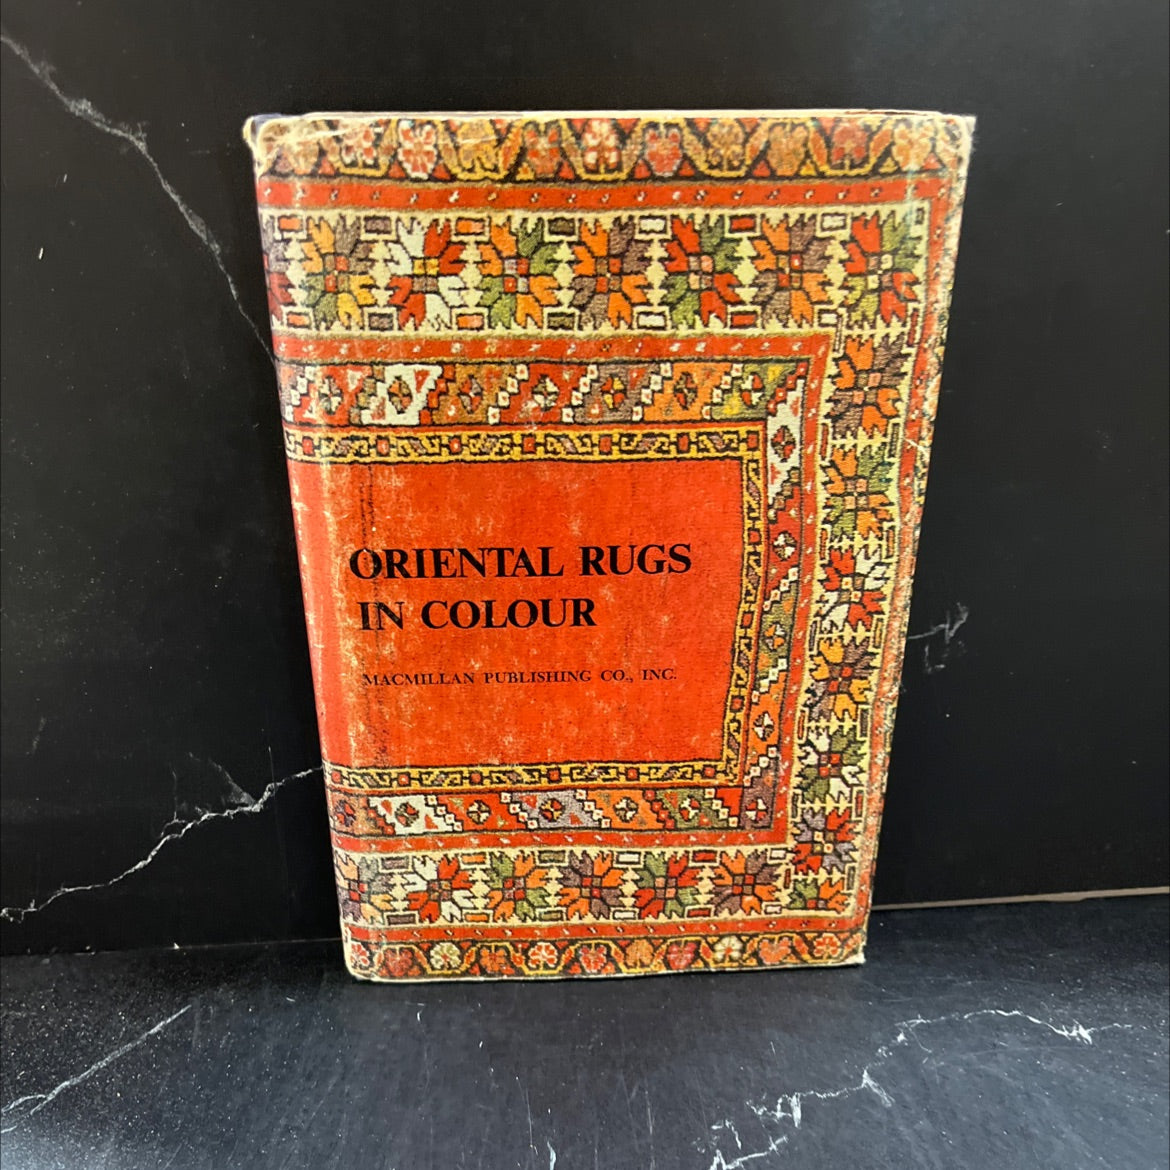 ORIENTAL RUGS
IN COLOUR
MACMILLAN PUBLISHING CO., INC.